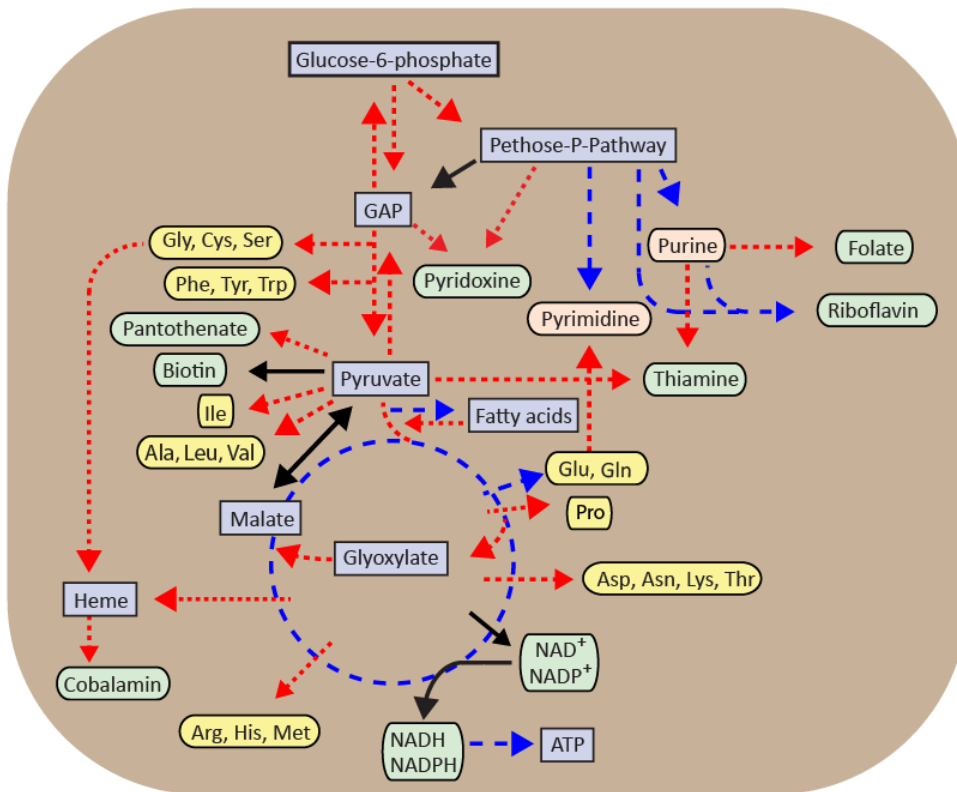 Glucose-6-phosphate
Pethose-P-Pathway
GAP
Gly, Cys, Ser
Purine
Folate
Phe, Tyr, Trp
Pyridoxine
Riboflavin
Pantothenate
Pyrimidine
Biotin
Pyruvate
Thiamine
Ile
Fatty acids
Ala, Leu, Val
Glu, Gln
Pro
Malate
Glyoxylate
Asp, Asn, Lys, Thr
Heme
NAD+
NADP+
Cobalamin
Arg, His, Met
NADH
NADPH
ATP